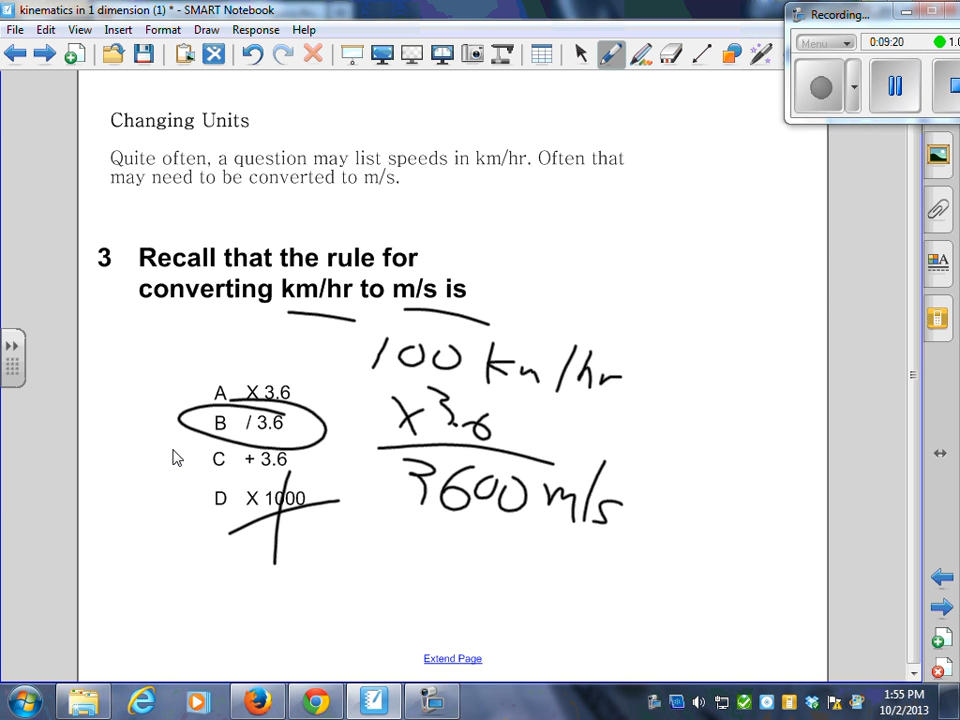 kinematics in 1 dimension (1) * - SMART Notebook
File Edit View Insert Format Draw Response Help
Recording...
Menu
0:09:20
1.0
Changing Units
Quite often, a question may list speeds in km/hr. Often that
may need to be converted to m/s.
3 Recall that the rule for
converting km/hr to m/s is
100 km/hr
A X 3.6
X 3.6
B / 3.6
C + 3.6
3600 m/s
D X 1000
Extend Page
1:55 PM
10/2/2013